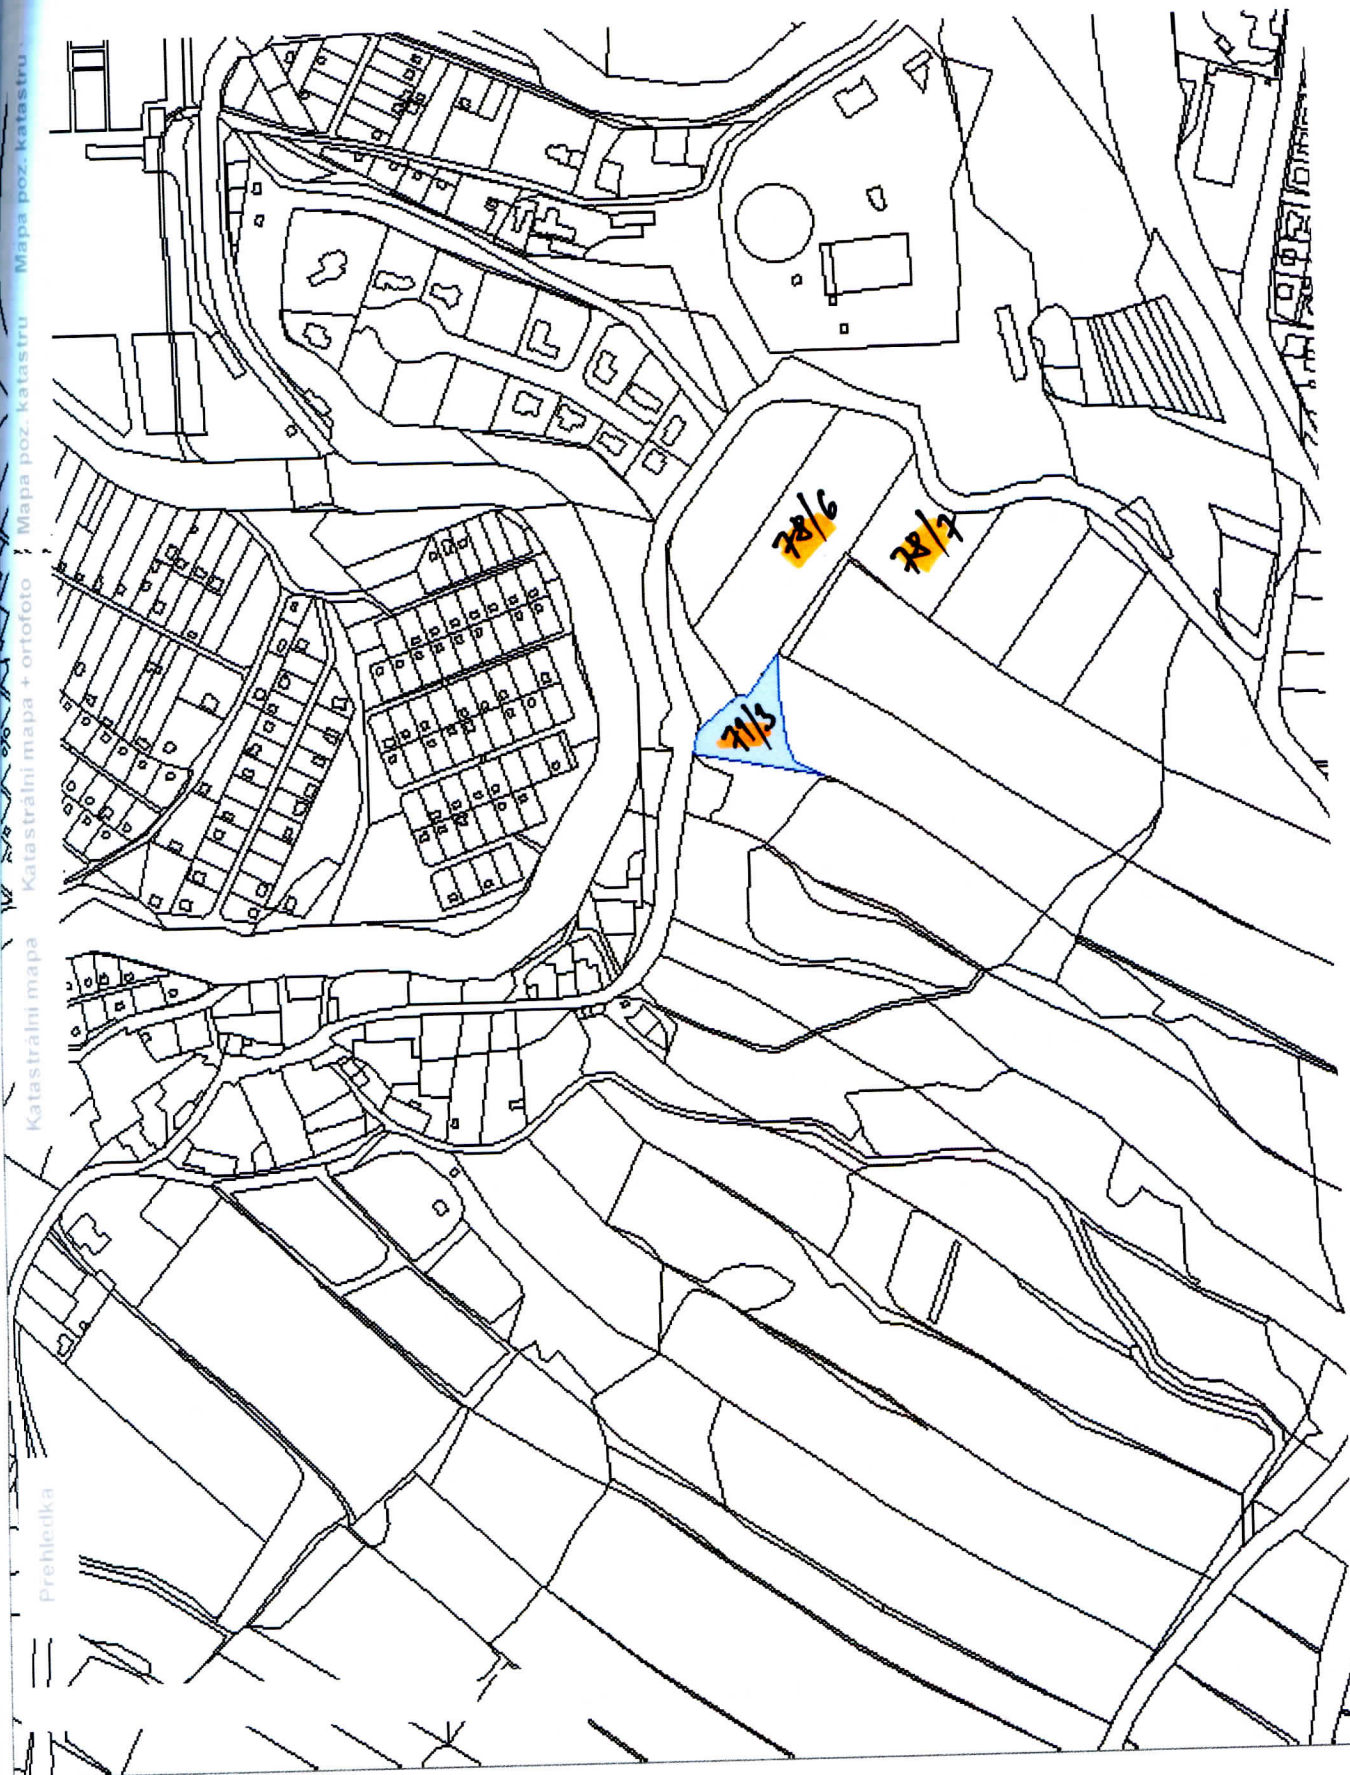 Přehledka
Katastrální mapa
Katastrální mapa + ortofoto
Mapa poz. katastru
Mapa poz. katastru
78/6
78/7
71/3